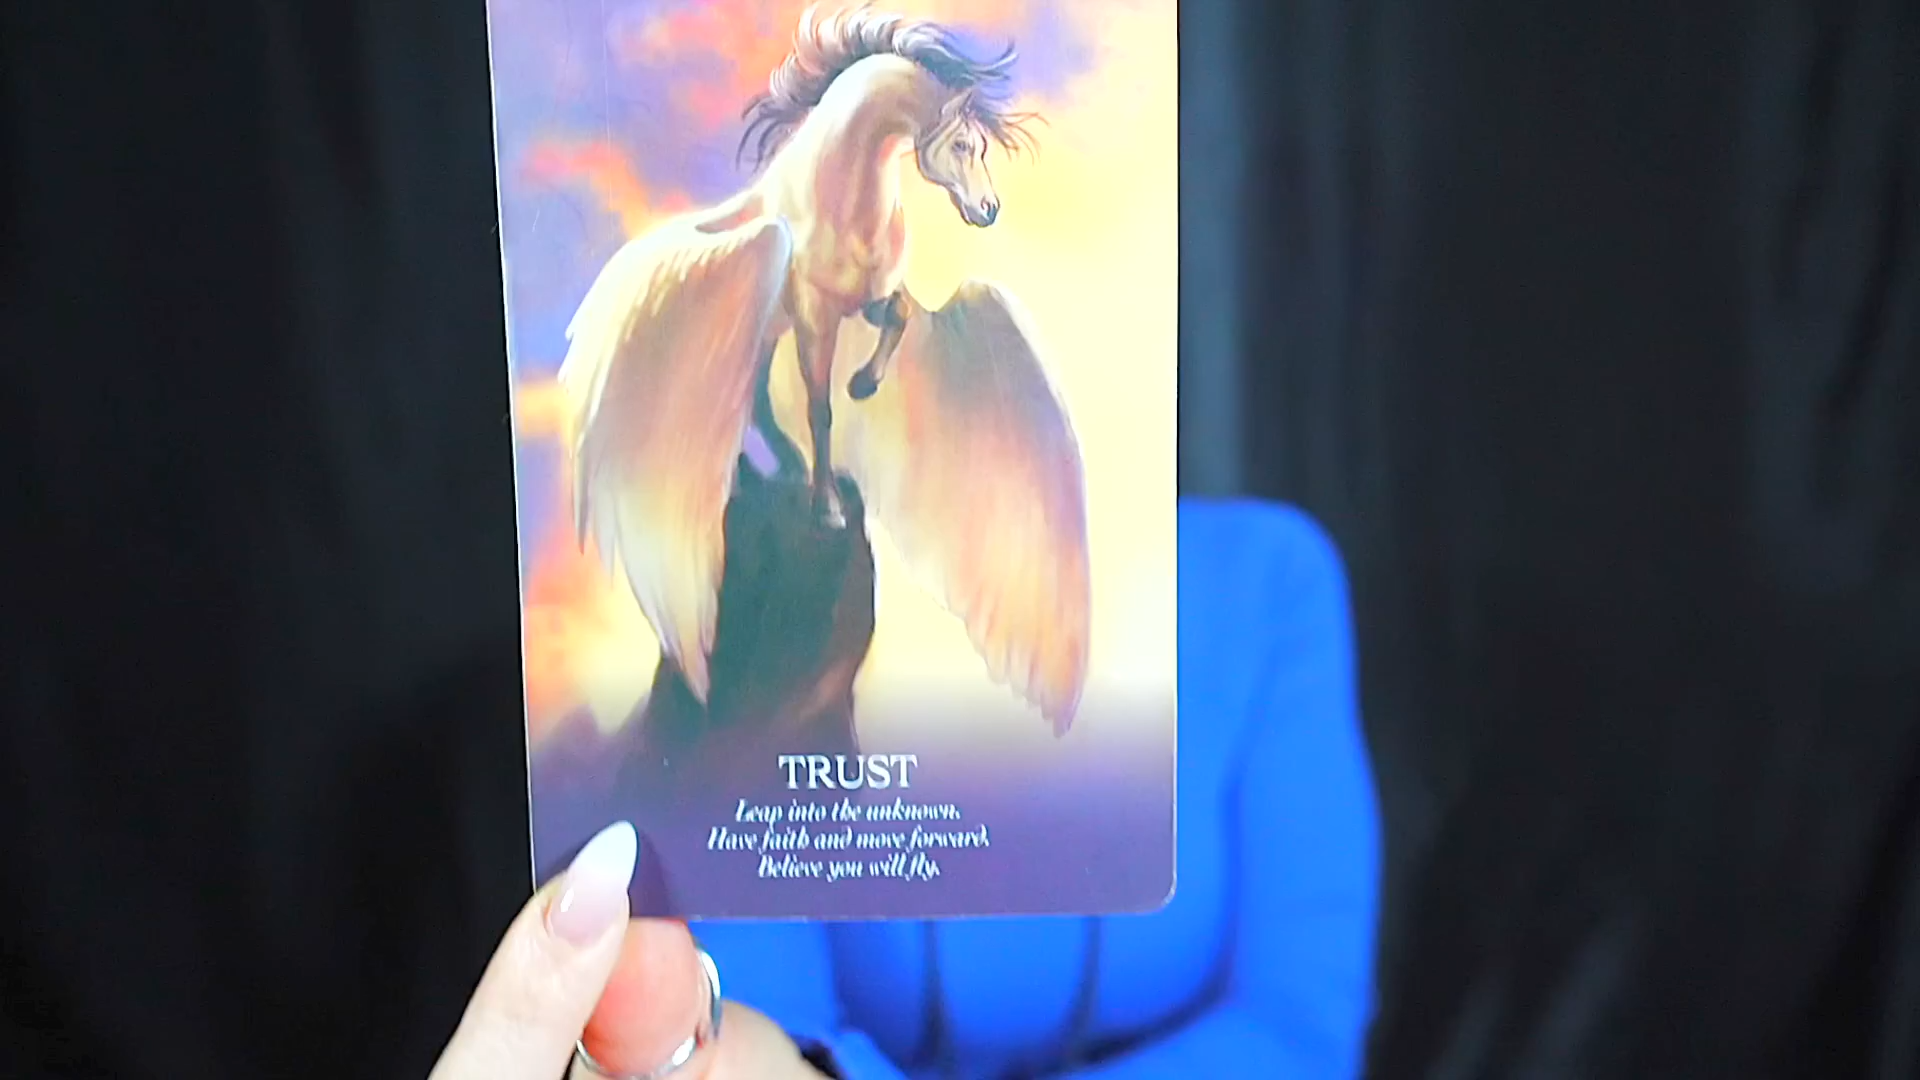 TRUST
Leap into the unknown.
Have faith and move forward.
Believe you will fly.